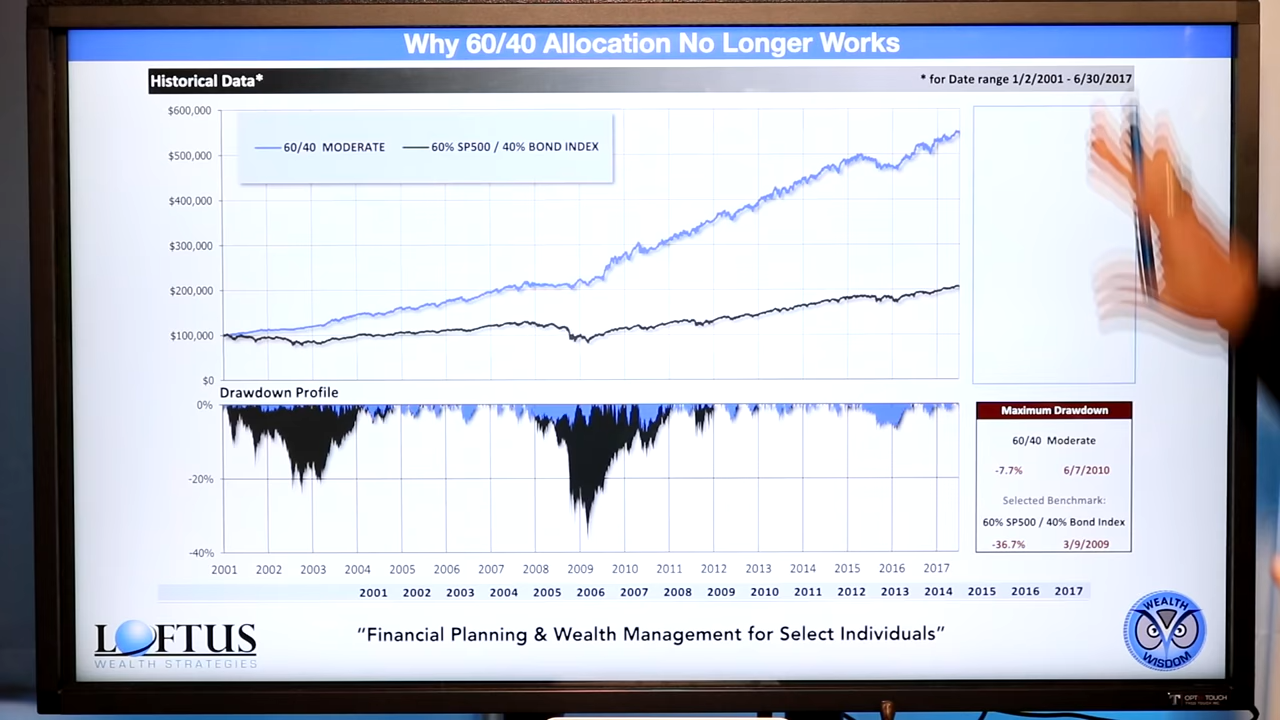 Why 60/40 Allocation No Longer Works
Historical Data*
* for Date range 1/2/2001 - 6/30/2017
$600,000
$500,000
$400,000
$300,000
$200,000
$100,000
$0
60/40 MODERATE
60% SP500 / 40% BOND INDEX
Drawdown Profile
0%
-20%
-40%
2001 2002 2003 2004 2005 2006 2007 2008 2009 2010 2011 2012 2013 2014 2015 2016 2017
2001 2002 2003 2004 2005 2006 2007 2008 2009 2010 2011 2012 2013 2014 2015 2016 2017
Maximum Drawdown
60/40 Moderate
-7.7% 6/7/2010
Selected Benchmark:
60% SP500 / 40% Bond Index
-36.7% 3/9/2009
LOFTUS
WEALTH STRATEGIES
“Financial Planning & Wealth Management for Select Individuals”
WEALTH
WISDOM